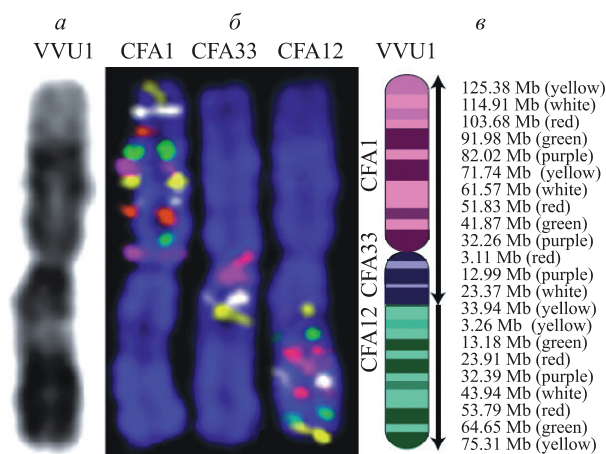 а б в
VVU1 CFA1 CFA33 CFA12 VVU1
CFA1
CFA33
CFA12
125.38 Mb (yellow)
114.91 Mb (white)
103.68 Mb (red)
91.98 Mb (green)
82.02 Mb (purple)
71.74 Mb (yellow)
61.57 Mb (white)
51.83 Mb (red)
41.87 Mb (green)
32.26 Mb (purple)
3.11 Mb (red)
12.99 Mb (purple)
23.37 Mb (white)
33.94 Mb (yellow)
3.26 Mb (yellow)
13.18 Mb (green)
23.91 Mb (red)
32.39 Mb (purple)
43.94 Mb (white)
53.79 Mb (red)
64.65 Mb (green)
75.31 Mb (yellow)